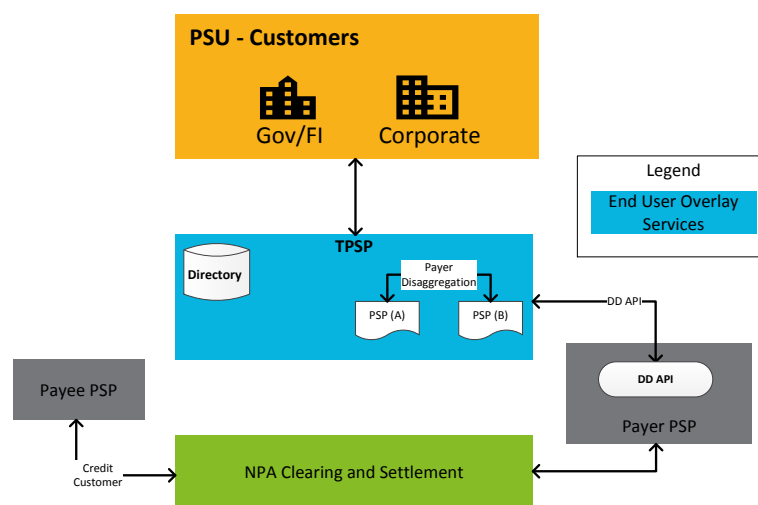 PSU - Customers
Gov/FI
Corporate
Legend
End User Overlay
Services
TPSP
Directory
Payer
Disaggregation
PSP (A)
PSP (B)
DD API
DD API
Payee PSP
Payer PSP
Credit
Customer
NPA Clearing and Settlement